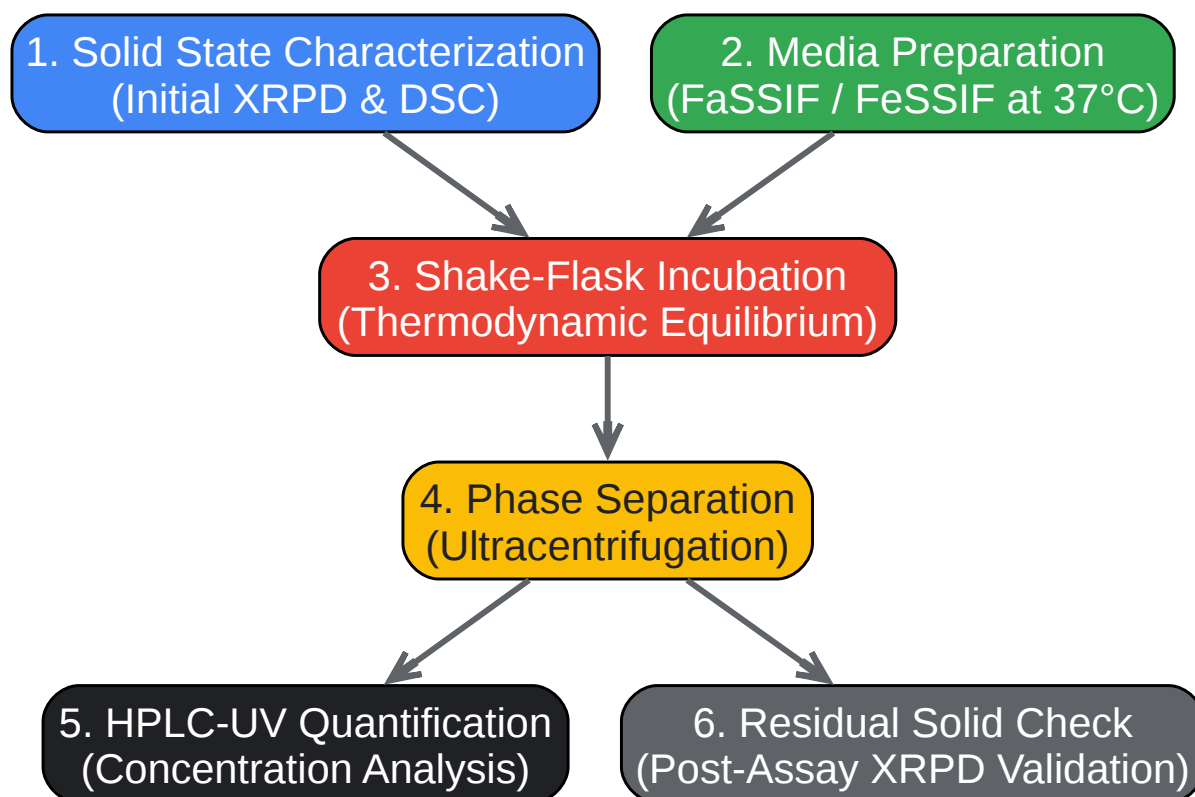 1. Solid State Characterization
(Initial XRPD & DSC)
2. Media Preparation
(FaSSIF / FeSSIF at 37°C)
3. Shake-Flask Incubation
(Thermodynamic Equilibrium)
4. Phase Separation
(Ultracentrifugation)
5. HPLC-UV Quantification
(Concentration Analysis)
6. Residual Solid Check
(Post-Assay XRPD Validation)